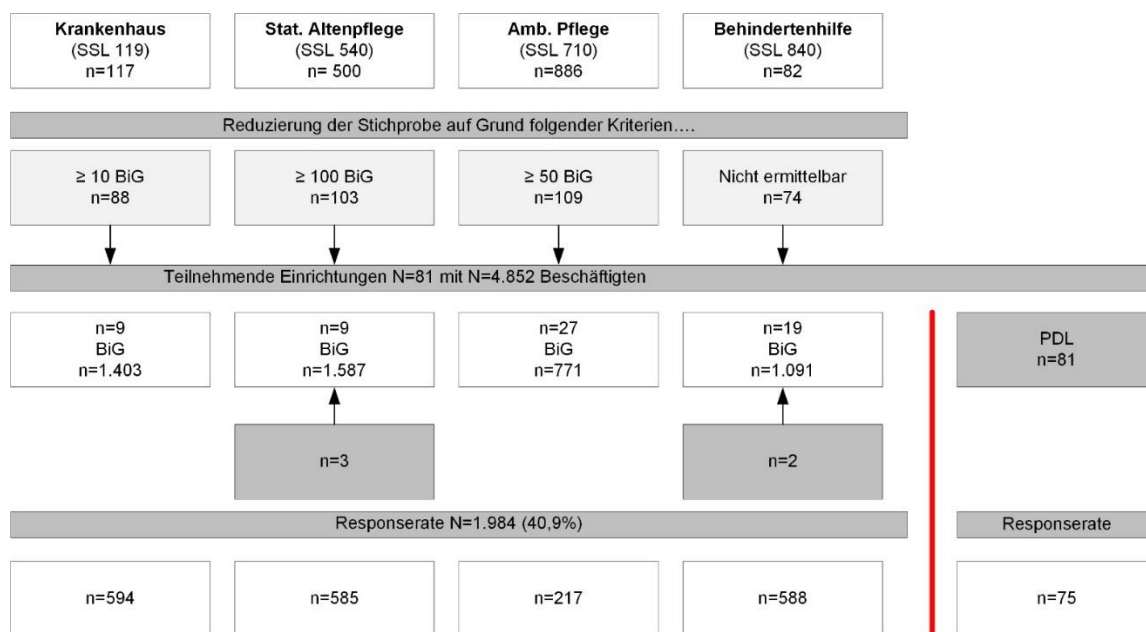 Krankenhaus
(SSL 119)
n=117
Stat. Altenpflege
(SSL 540)
n= 500
Amb. Pflege
(SSL 710)
n=886
Behindertenhilfe
(SSL 840)
n=82
Reduzierung der Stichprobe auf Grund folgender Kriterien….
≥ 10 BiG
n=88
≥ 100 BiG
n=103
≥ 50 BiG
n=109
Nicht ermittelbar
n=74
Teilnehmende Einrichtungen N=81 mit N=4.852 Beschäftigten
n=9
BiG
n=1.403
n=9
BiG
n=1.587
n=27
BiG
n=771
n=19
BiG
n=1.091
PDL
n=81
n=3
n=2
Responserate N=1.984 (40,9%)
Responserate
n=594
n=585
n=217
n=588
n=75